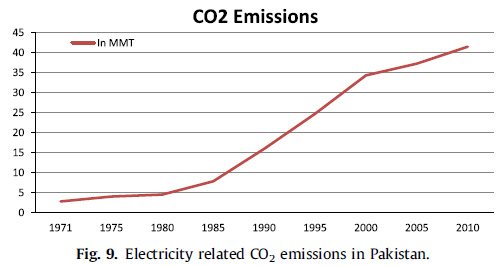 CO2 Emissions
45
In MMT
40
35
30
25
20
15
10
5
0
1971 1975 1980 1985 1990 1995 2000 2005 2010
Fig. 9. Electricity related CO₂ emissions in Pakistan.